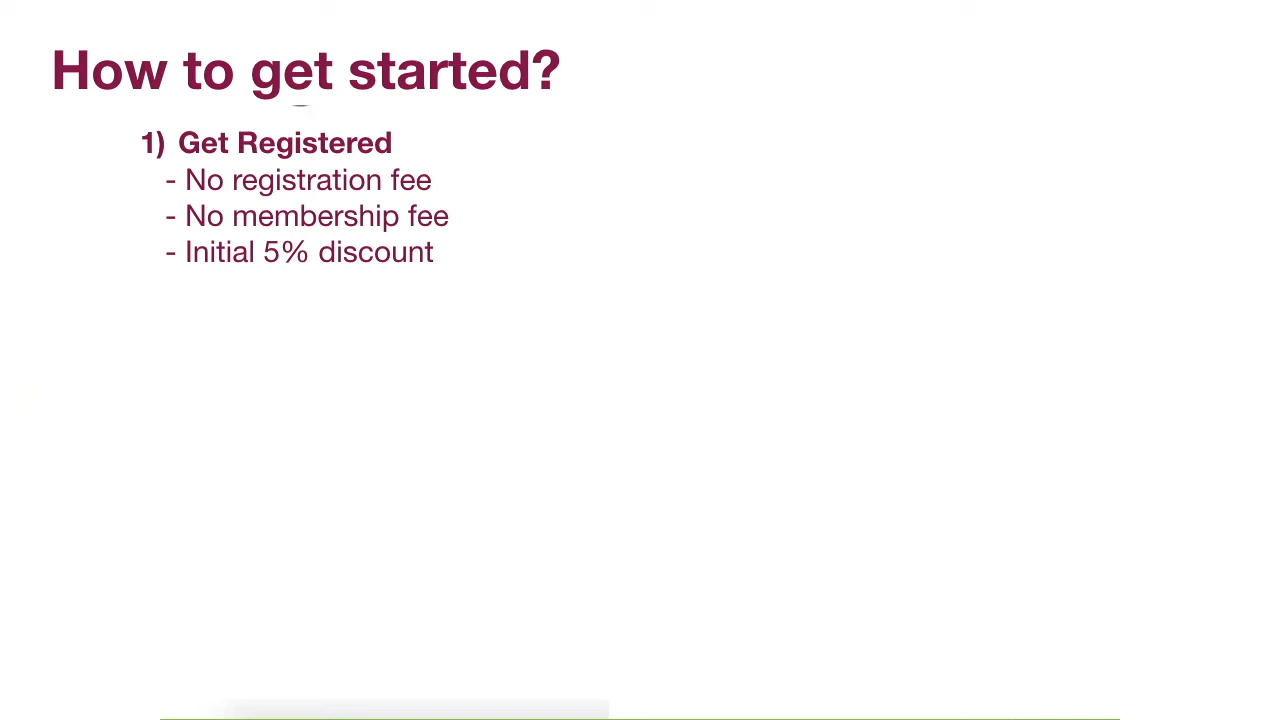 How to get started?
1) Get Registered
- No registration fee
- No membership fee
- Initial 5% discount